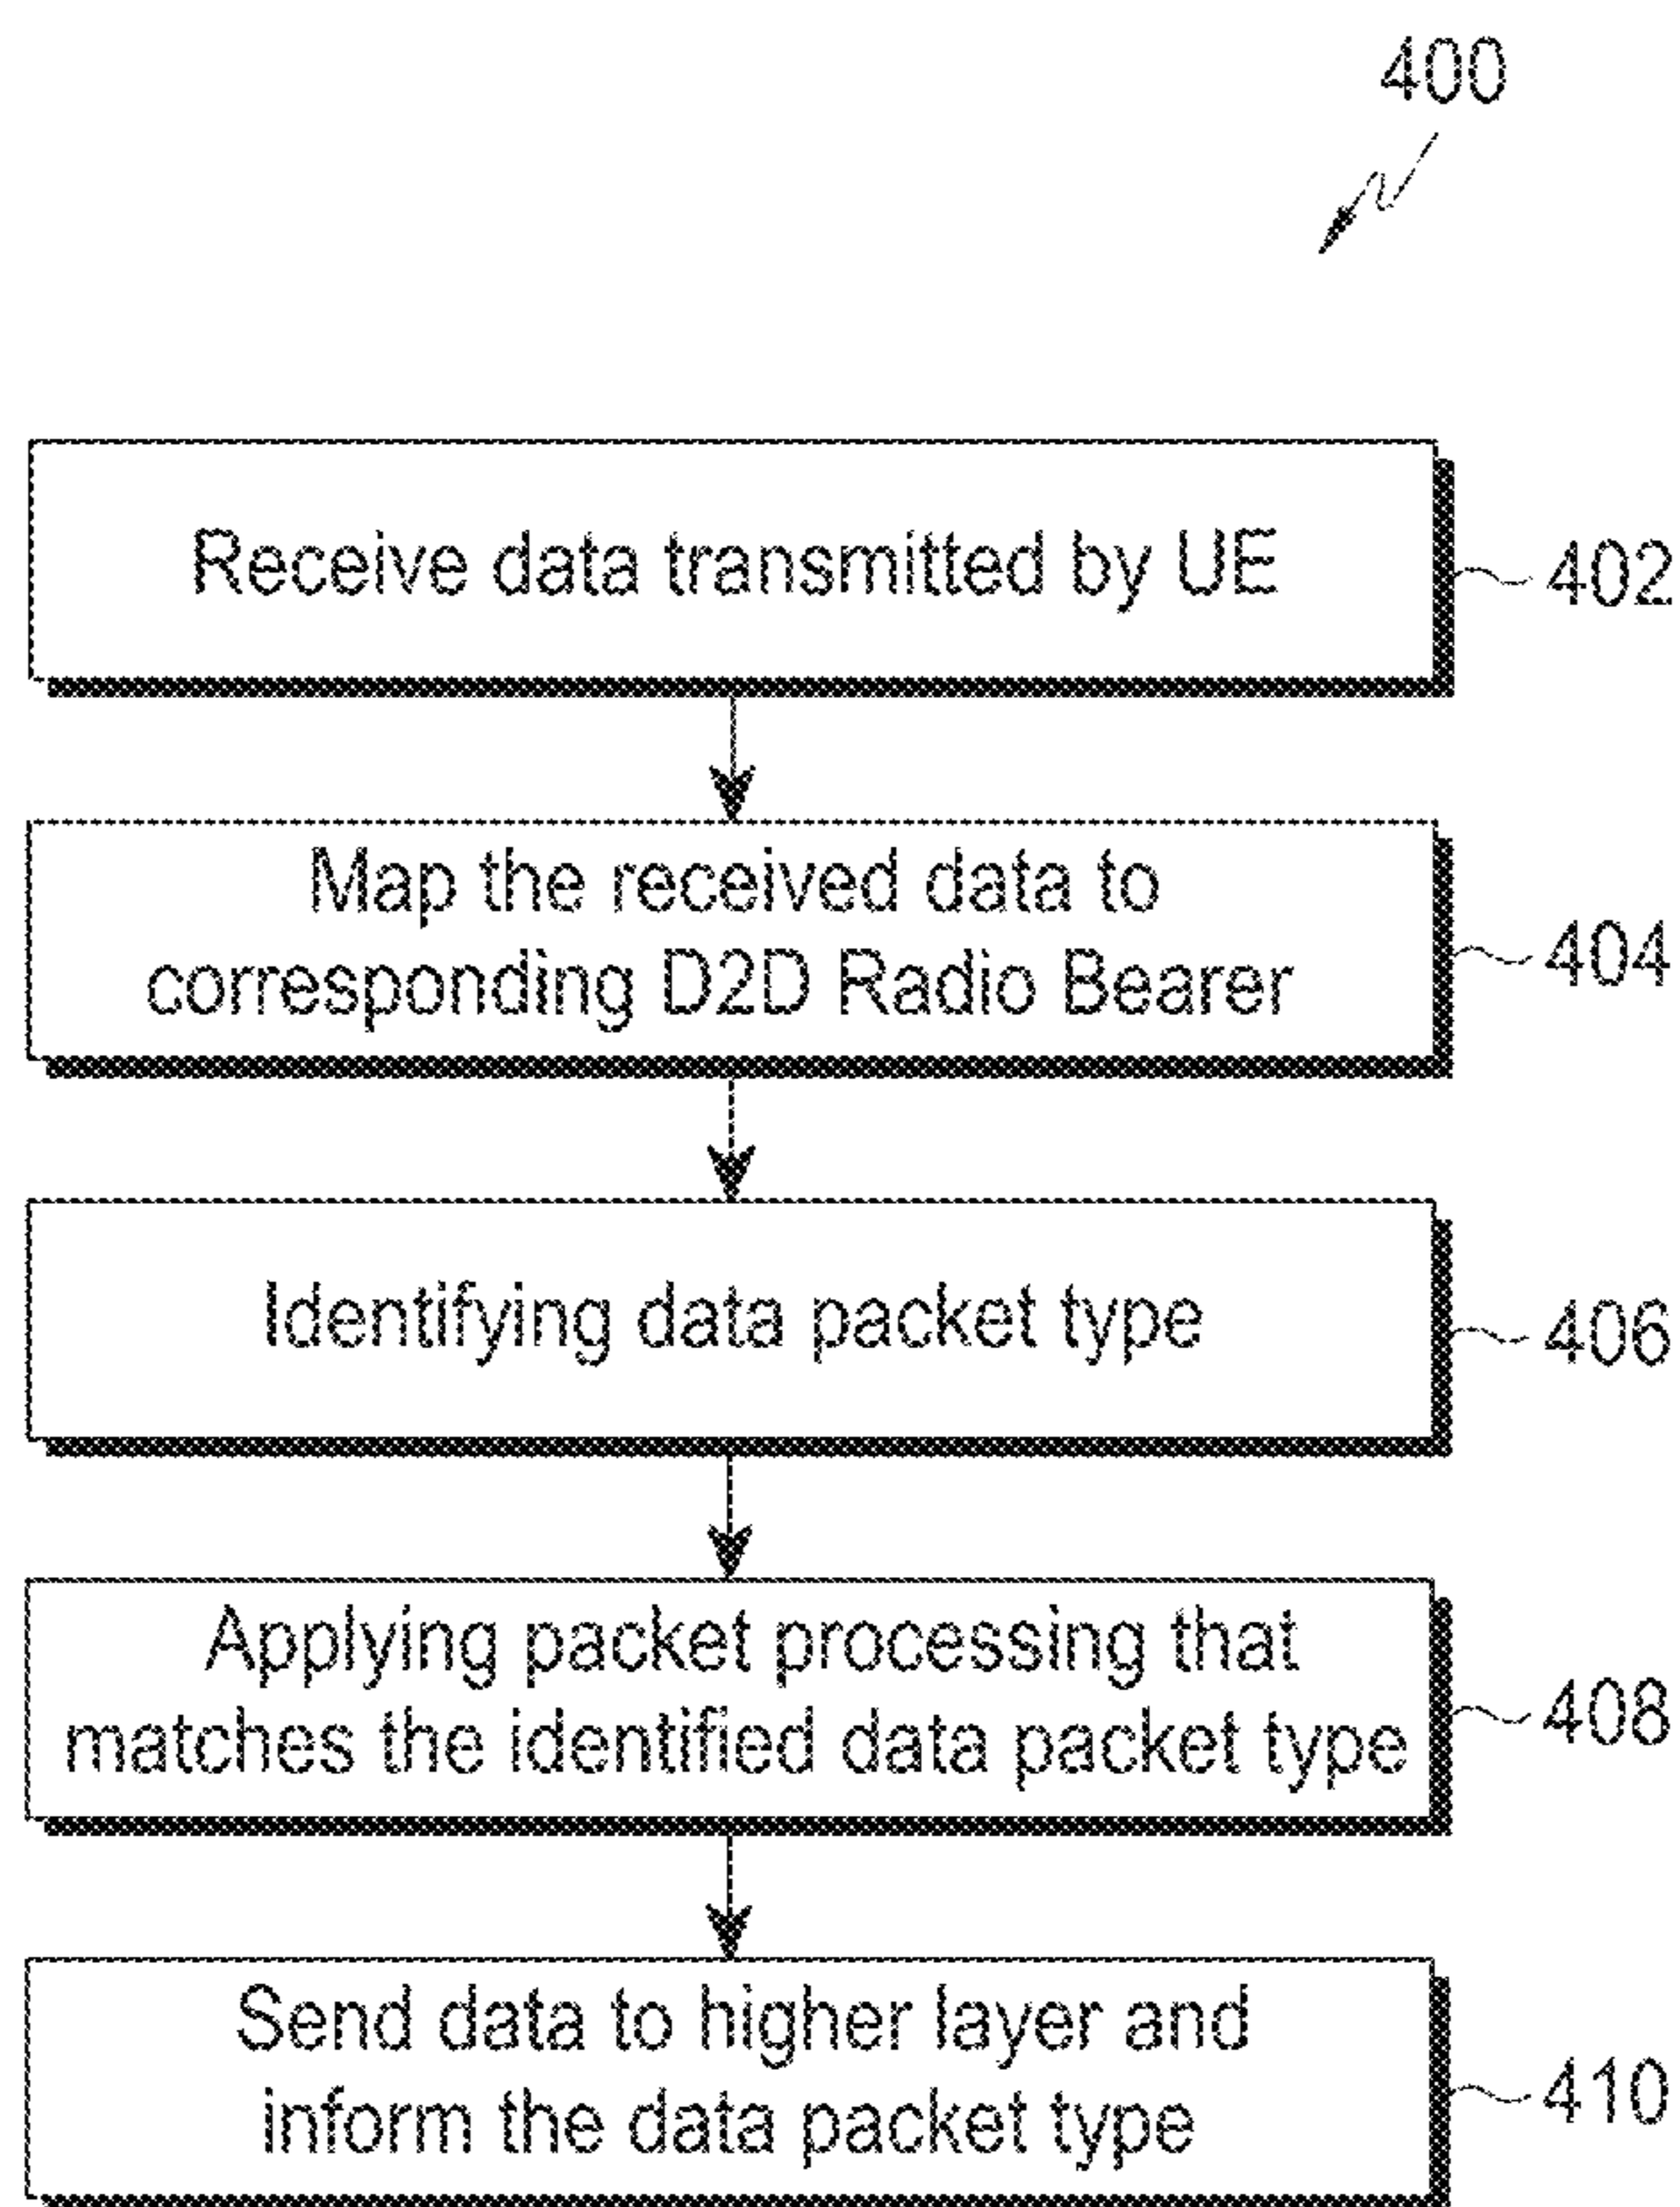 400
Receive data transmitted by UE
402
Map the received data to
corresponding D2D Radio Bearer
404
Identifying data packet type
406
Applying packet processing that
matches the identified data packet type
408
Send data to higher layer and
inform the data packet type
410